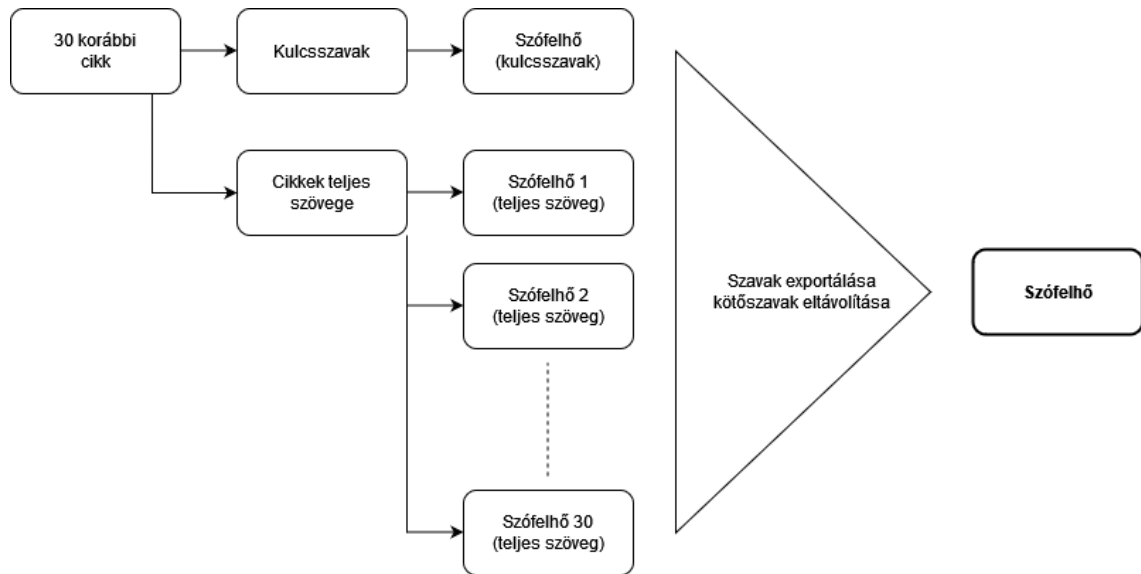 30 korábbi
cikk
Kulcsszavak
Szófelhő
(kulcsszavak)
Cikkek teljes
szövege
Szófelhő 1
(teljes szöveg)
Szófelhő 2
(teljes szöveg)
Szófelhő 30
(teljes szöveg)
Szavak exportálása
kötőszavak eltávolítása
Szófelhő